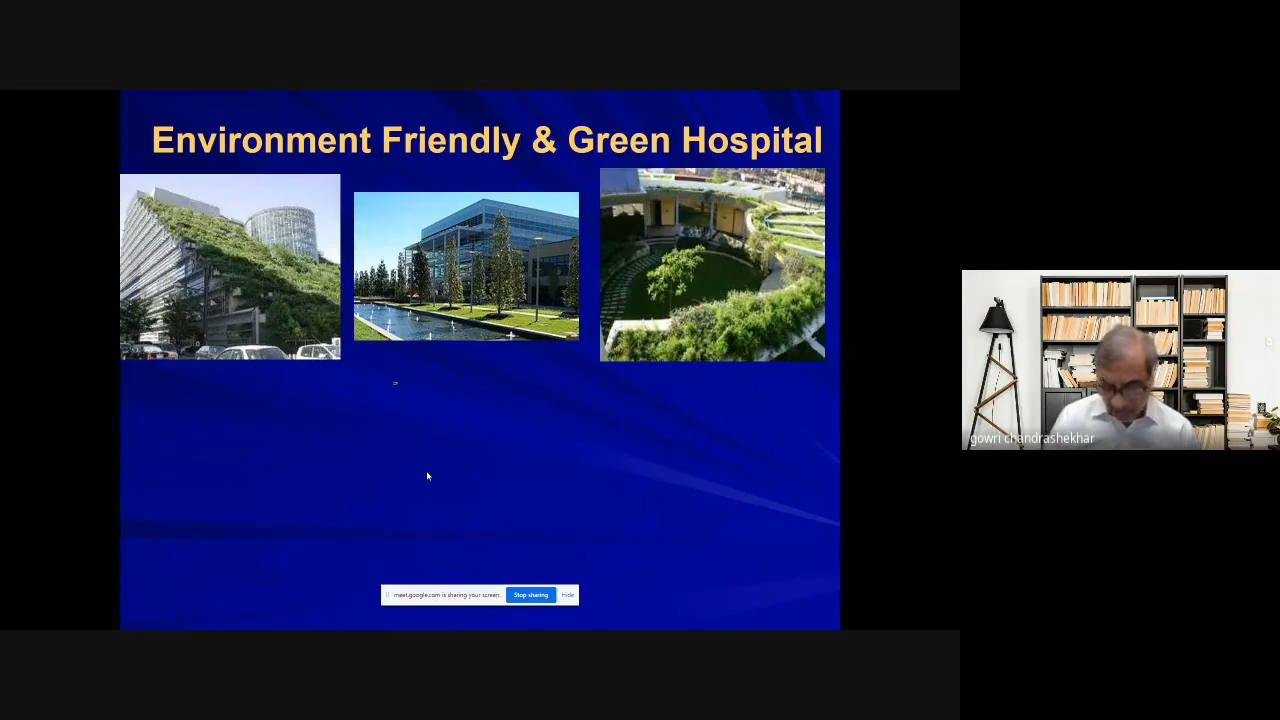 Environment Friendly & Green Hospital
gowri chandrashekhar
meet.google.com is sharing your screen. Stop sharing Hide